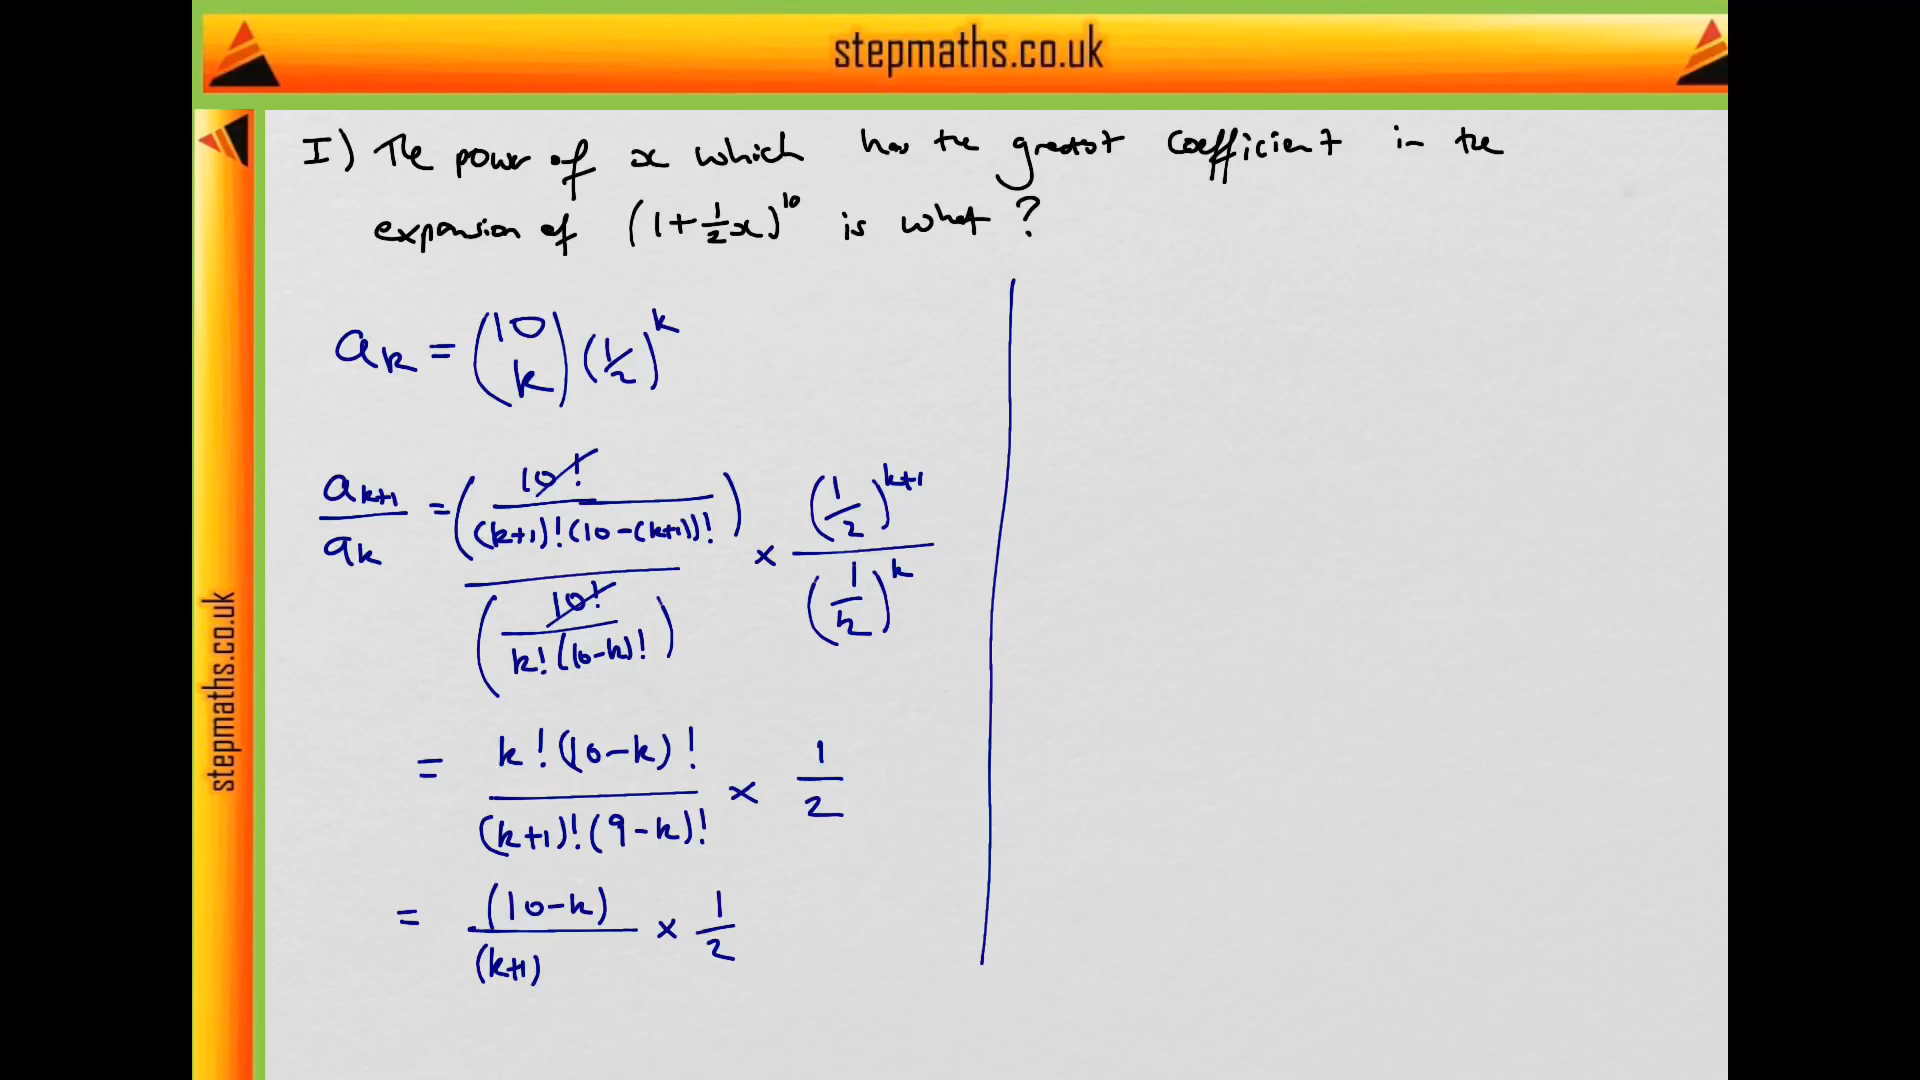 stepmaths.co.uk
stepmaths.co.uk
I) The power of x which has the greatest coefficient in the
expansion of (1+½x)^10 is what?
a_k = (10 k) (1/2)^k
a_{k+1}/a_k = (10!/((k+1)!(10-(k+1))!)) / (10!/(k!(10-k)!)) × (1/2)^{k+1} / (1/2)^k
= k!(10-k)!/((k+1)!(9-k)!) × 1/2
= (10-k)/(k+1) × 1/2